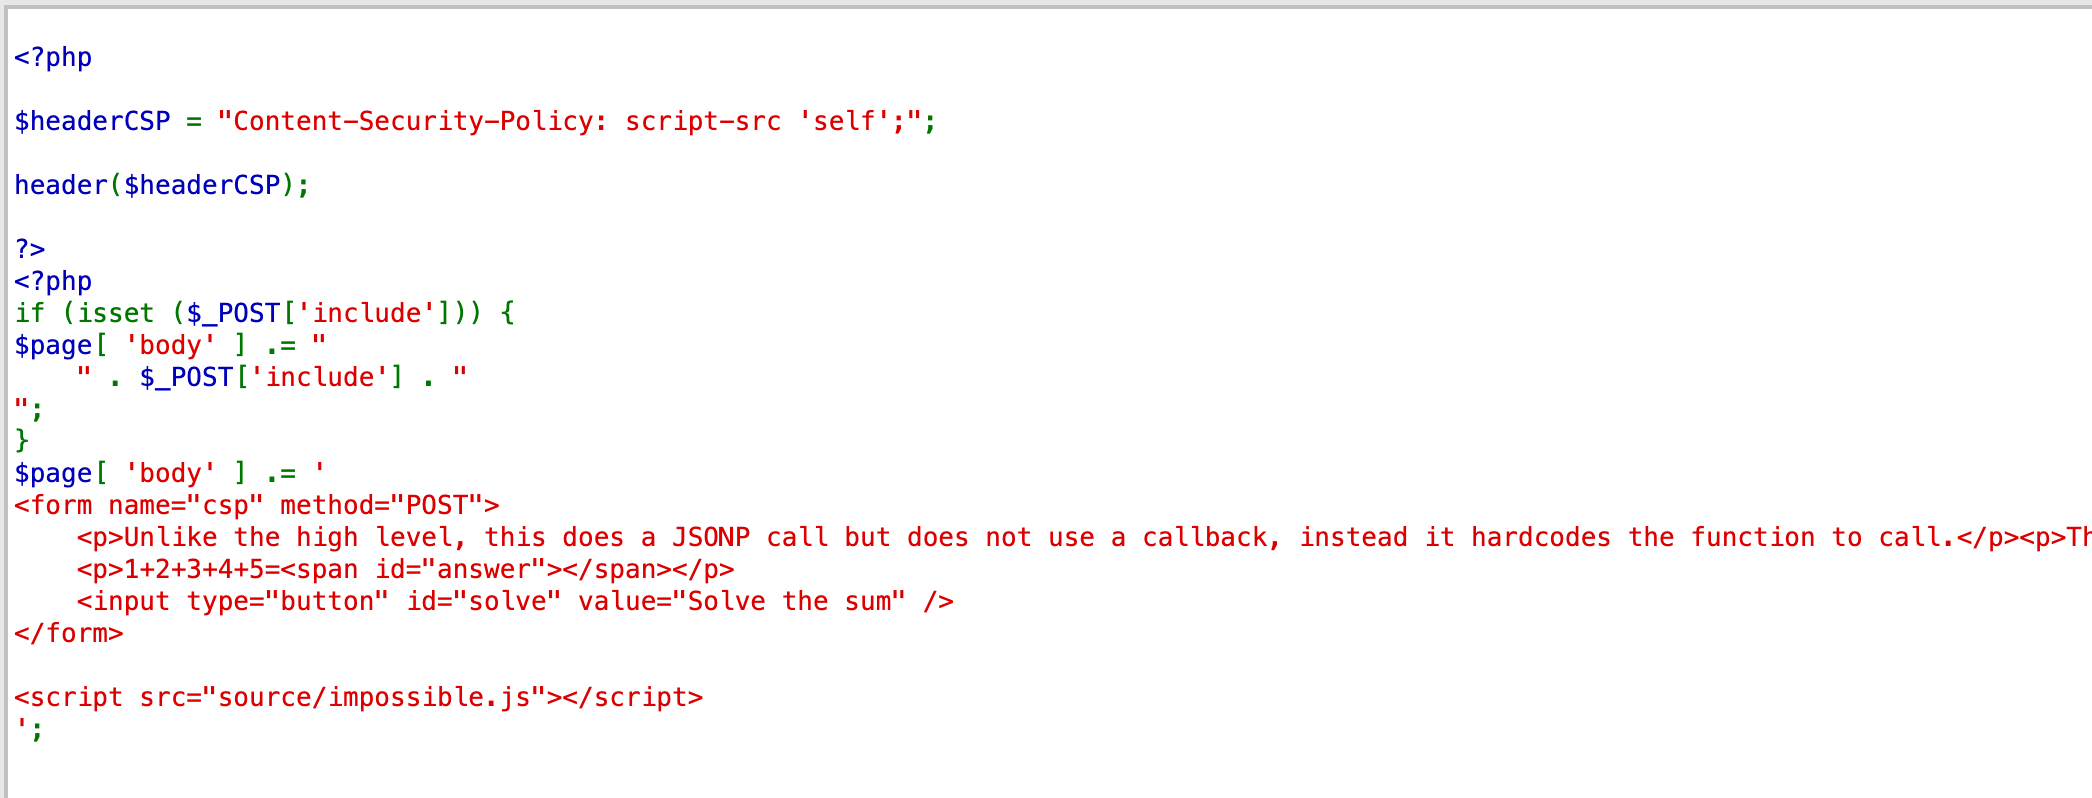 <?php

$headerCSP = "Content-Security-Policy: script-src 'self';";

header($headerCSP);

?>
<?php
if (isset ($_POST['include'])) {
$page[ 'body' ] .= "
    " . $_POST['include'] . "
";
}
$page[ 'body' ] .= '
<form name="csp" method="POST">
    <p>Unlike the high level, this does a JSONP call but does not use a callback, instead it hardcodes the function to call.</p><p>Th
    <p>1+2+3+4+5=<span id="answer"></span></p>
    <input type="button" id="solve" value="Solve the sum" />
</form>

<script src="source/impossible.js"></script>
';